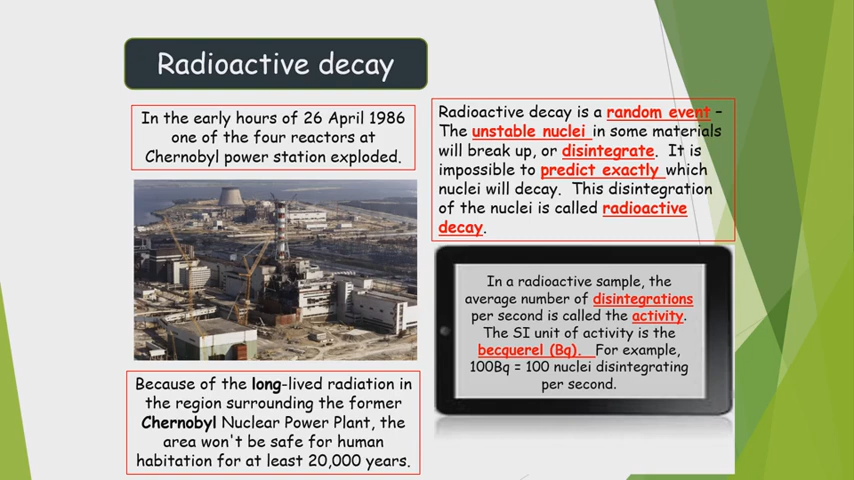 Radioactive decay
In the early hours of 26 April 1986
one of the four reactors at
Chernobyl power station exploded.
Because of the long-lived radiation in
the region surrounding the former
Chernobyl Nuclear Power Plant, the
area won't be safe for human
habitation for at least 20,000 years.
Radioactive decay is a random event –
The unstable nuclei in some materials
will break up, or disintegrate. It is
impossible to predict exactly which
nuclei will decay. This disintegration
of the nuclei is called radioactive
decay.
In a radioactive sample, the
average number of disintegrations
per second is called the activity.
The SI unit of activity is the
becquerel (Bq). For example,
100Bq = 100 nuclei disintegrating
per second.